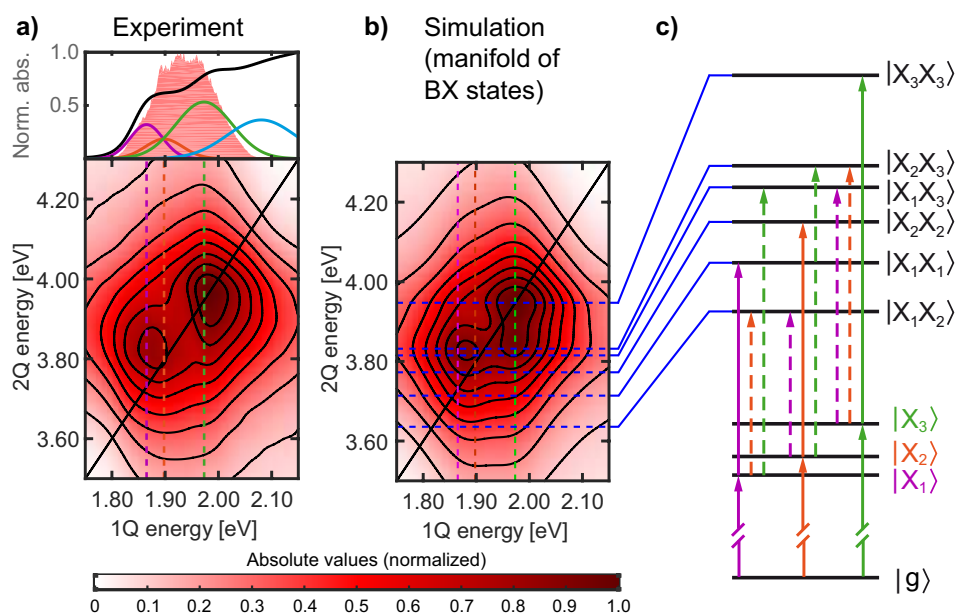 a) Experiment
b) Simulation
(manifold of
BX states)
c)
Norm. abs.
1.0
0.5
2Q energy [eV]
4.20
4.00
3.80
3.60
1.80 1.90 2.00 2.10
1Q energy [eV]
2Q energy [eV]
4.20
4.00
3.80
3.60
1.80 1.90 2.00 2.10
1Q energy [eV]
|X₃X₃⟩
|X₂X₃⟩
|X₁X₃⟩
|X₂X₂⟩
|X₁X₁⟩
|X₁X₂⟩
|X₃⟩
|X₂⟩
|X₁⟩
|g⟩
Absolute values (normalized)
0 0.1 0.2 0.3 0.4 0.5 0.6 0.7 0.8 0.9 1.0